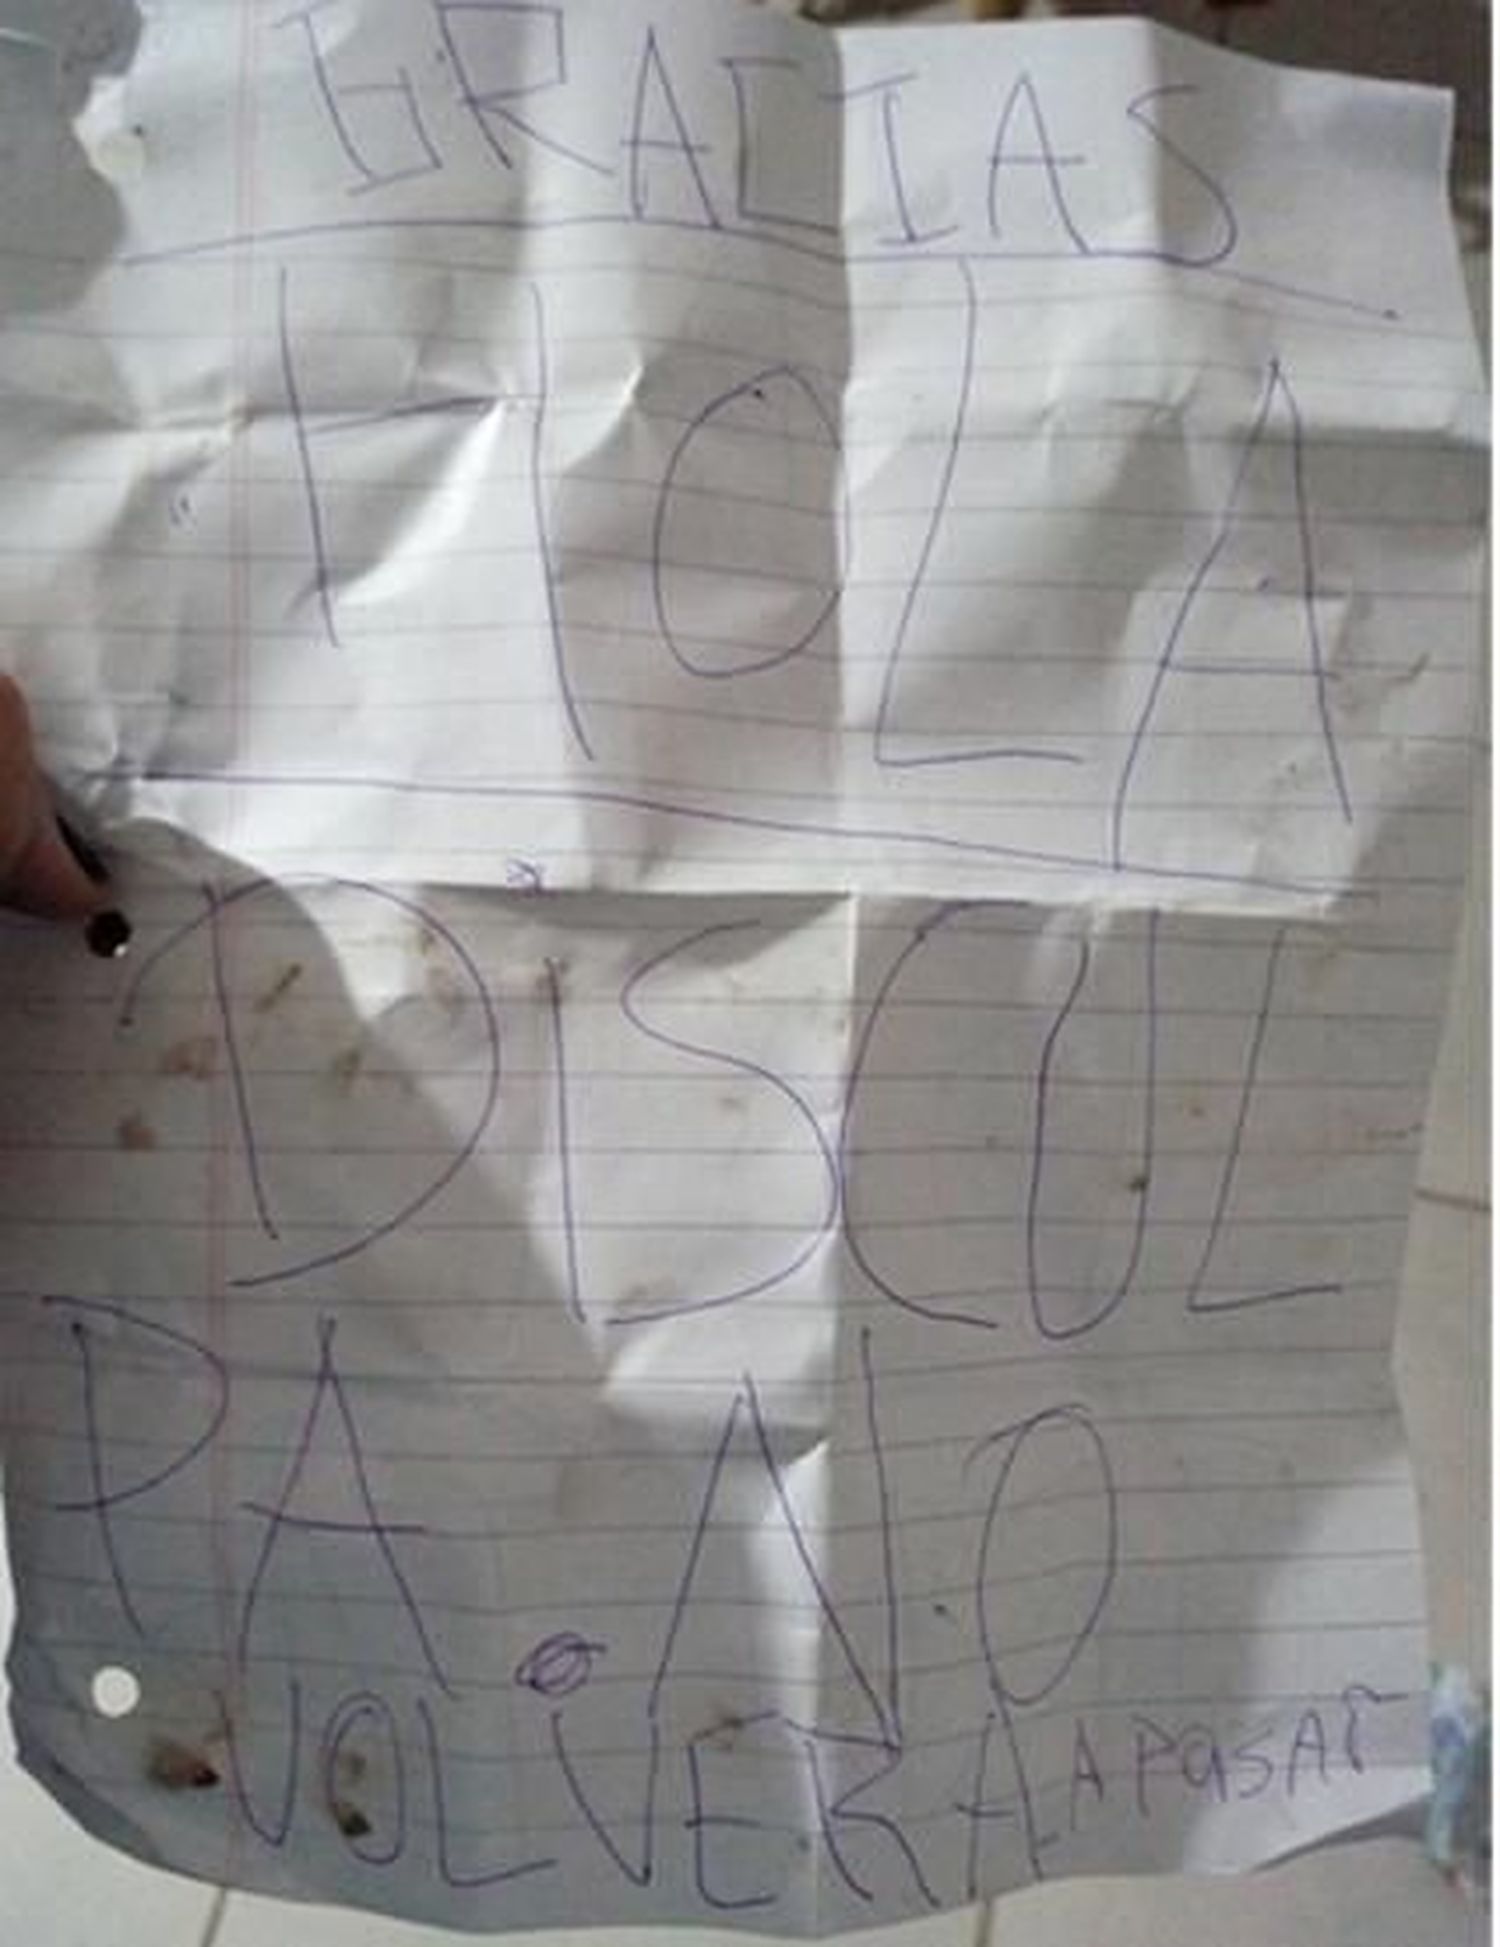 GRACIAS
HOLA
DISCUL
PA. NO
VOLVERA A PasAr